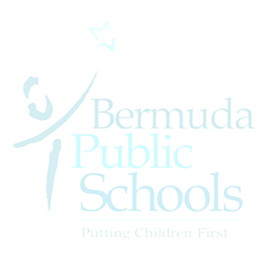 Bermuda
Public
Schools
Putting Children First